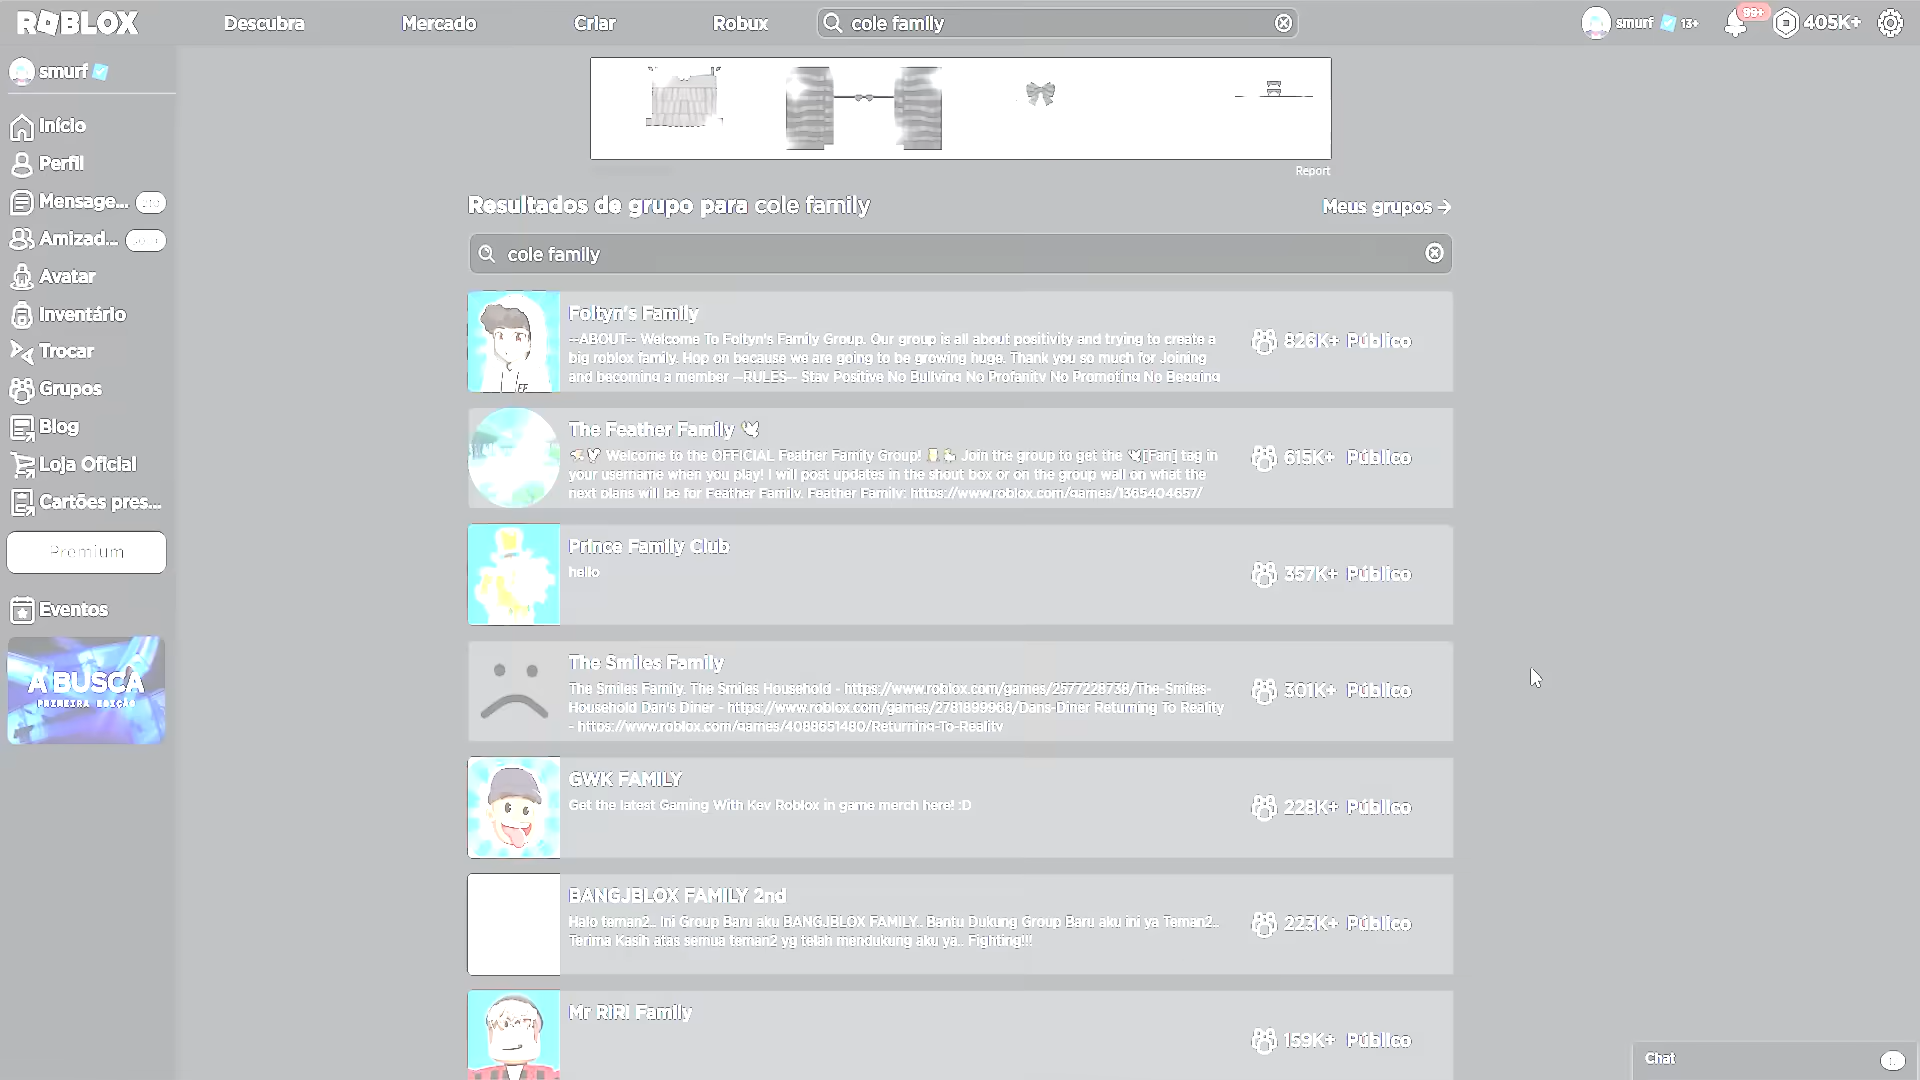 ROBLOX
Descubra
Mercado
Criar
Robux
cole family
smurf
13+
99+
405K+
smurf
Início
Perfil
Mensage...
Amizad...
Avatar
Inventário
Trocar
Grupos
Blog
Loja Oficial
Cartões pres...
Premium
Eventos
A BUSCA
PRIMEIRA EDIÇÃO
Report
Resultados de grupo para cole family
Meus grupos
cole family
Foltyn's Family
--ABOUT-- Welcome To Foltyn's Family Group. Our group is all about positivity and trying to create a
big roblox family. Hop on because we are going to be growing huge. Thank you so much for Joining
and becoming a member --RULES-- Stay Positive No Bullying No Profanity No Promoting No Begging
826K+ Público
The Feather Family 🕊
Welcome to the OFFICIAL Feather Family Group! Join the group to get the 🕊[Fan] tag in
your username when you play! I will post updates in the shout box or on the group wall on what the
next plans will be for Feather Family. Feather Family: https://www.roblox.com/games/1365404657/
615K+ Público
Prince Family Club
hello
357K+ Público
The Smiles Family
The Smiles Family. The Smiles Household - https://www.roblox.com/games/2577228738/The-Smiles-
Household Dan's Diner - https://www.roblox.com/games/2781899968/Dans-Diner Returning To Reality
- https://www.roblox.com/games/4088651480/Returning-To-Reality
301K+ Público
GWK FAMILY
Get the latest Gaming With Kev Roblox in game merch here! :D
228K+ Público
BANGJBLOX FAMILY 2nd
Halo teman2.. Ini Group Baru aku BANGJBLOX FAMILY.. Bantu Dukung Group Baru aku ini ya Teman2..
Terima Kasih atas semua teman2 yg telah mendukung aku ya.. Fighting!!!
223K+ Público
Mr RIRI Family
159K+ Público
Chat